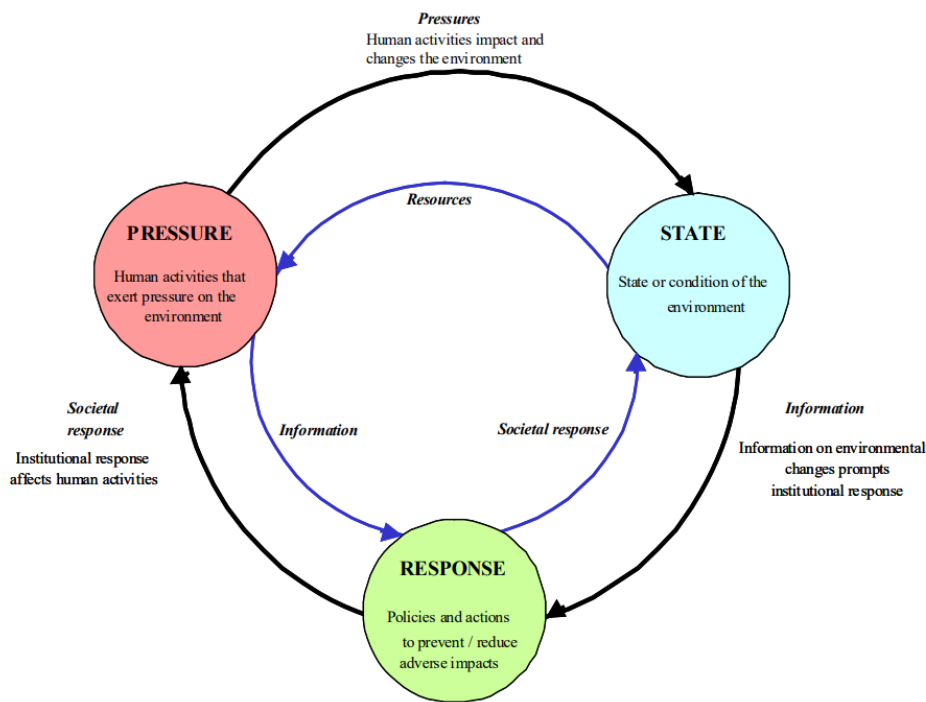 Pressures
Human activities impact and
changes the environment
Resources
PRESSURE
Human activities that
exert pressure on the
environment
STATE
State or condition of the
environment
Societal
response
Institutional response
affects human activities
Information
Societal response
Information
Information on environmental
changes prompts
institutional response
RESPONSE
Policies and actions
to prevent / reduce
adverse impacts